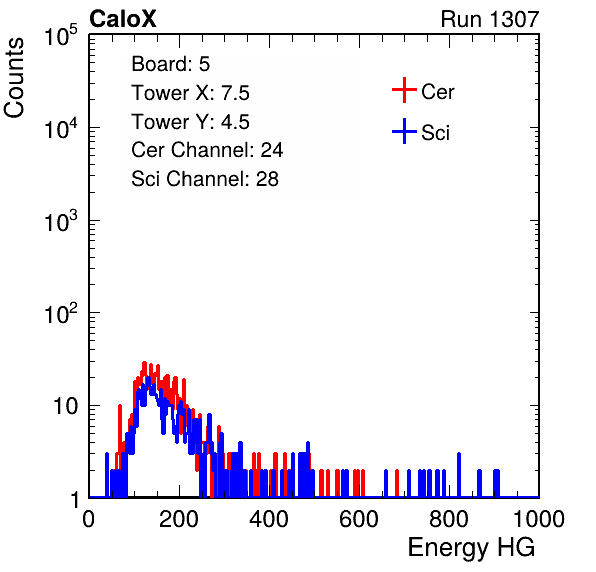 CaloX Run 1307
Counts
10^5
10^4
10^3
10^2
10
1
Board: 5
Tower X: 7.5
Tower Y: 4.5
Cer Channel: 24
Sci Channel: 28
Cer
Sci
0 200 400 600 800 1000
Energy HG